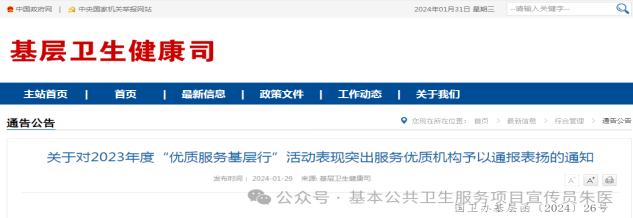 中国政府网 | 中央国家机关举报网站 2024年01月31日 星期三 --请输入关键字--
基层卫生健康司
主站首页 | 首页 | 最新信息 | 政策文件 | 工作动态 | 关于我们
通告公告 您现在所在位置： 首页 > 最新信息 > 综合管理 > 通告公告
关于对2023年度“优质服务基层行”活动表现突出服务优质机构予以通报表扬的通知
发布时间： 2024-01-29 来源: 基层卫生健康司
A- A+
公众号 · 基本公共卫生服务项目宣传员朱医
国卫办基层函〔2024〕26号